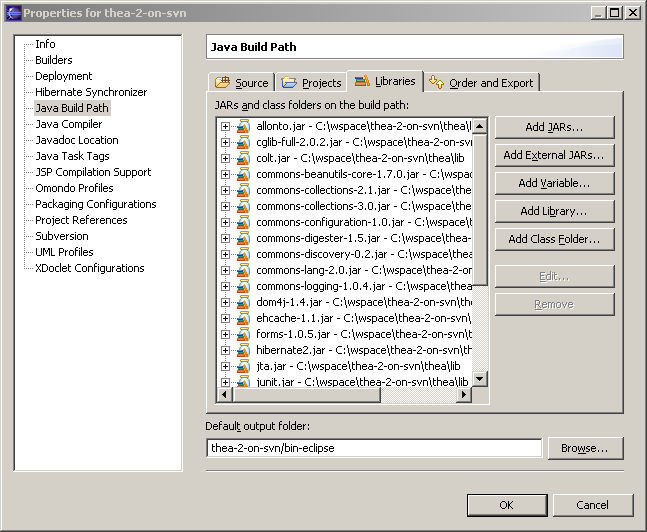 Properties for thea-2-on-svn
Info
Builders
Deployment
Hibernate Synchronizer
Java Build Path
Java Compiler
Javadoc Location
Java Task Tags
JSP Compilation Support
Omondo Profiles
Packaging Configurations
Project References
Subversion
UML Profiles
XDoclet Configurations
Java Build Path
Source Projects Libraries Order and Export
JARs and class folders on the build path:
allonto.jar - C:\wspace\thea-2-on-svn\thea\l
cglib-full-2.0.2.jar - C:\wspace\thea-2-on-sv
colt.jar - C:\wspace\thea-2-on-svn\thea\lib
commons-beanutils-core-1.7.0.jar - C:\wspac
commons-collections-2.1.jar - C:\wspace\the
commons-collections-3.0.jar - C:\wspace\the
commons-configuration-1.0.jar - C:\wspace\t
commons-digester-1.5.jar - C:\wspace\thea-
commons-discovery-0.2.jar - C:\wspace\thea
commons-lang-2.0.jar - C:\wspace\thea-2-on
commons-logging-1.0.4.jar - C:\wspace\thea
dom4j-1.4.jar - C:\wspace\thea-2-on-svn\the
ehcache-1.1.jar - C:\wspace\thea-2-on-svn\t
forms-1.0.5.jar - C:\wspace\thea-2-on-svn\t
hibernate2.jar - C:\wspace\thea-2-on-svn\th
jta.jar - C:\wspace\thea-2-on-svn\thea\lib
junit.jar - C:\wspace\thea-2-on-svn\thea\lib
Add JARs...
Add External JARs...
Add Variable...
Add Library...
Add Class Folder...
Edit...
Remove
Default output folder:
thea-2-on-svn/bin-eclipse
Browse...
OK
Cancel